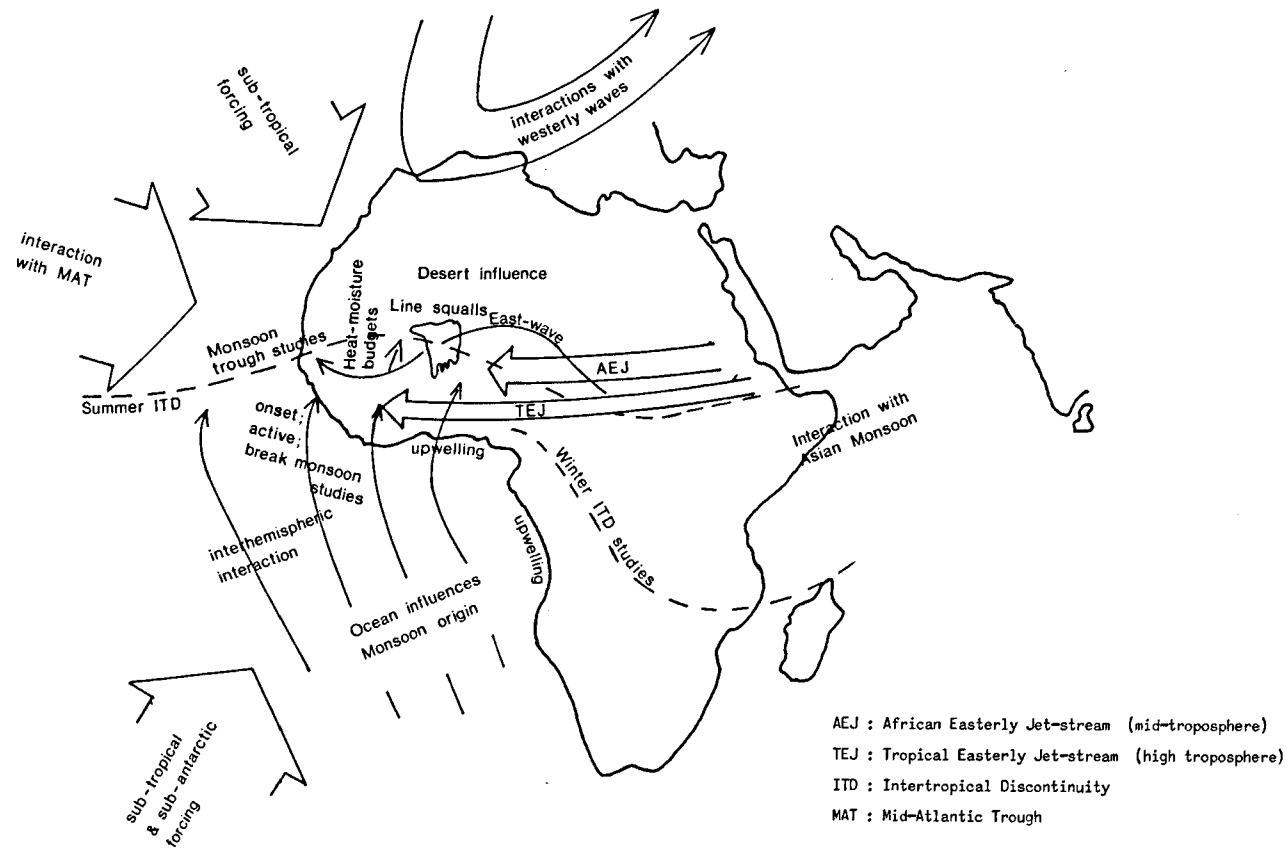 sub-tropical
forcing
interactions with
westerly waves
interaction
with MAT
Desert influence
Heat-moisture
budgets
Line squalls
East-wave
Monsoon
trough studies
AEJ
Summer ITD
TEJ
onset;
active;
break monsoon
studies
upwelling
Interaction with
Asian Monsoon
Winter ITD studies
upwelling
interhemispheric
interaction
Ocean influences
Monsoon origin
sub-tropical
& sub-antarctic
forcing
AEJ : African Easterly Jet-stream (mid-troposphere)
TEJ : Tropical Easterly Jet-stream (high troposphere)
ITD : Intertropical Discontinuity
MAT : Mid-Atlantic Trough